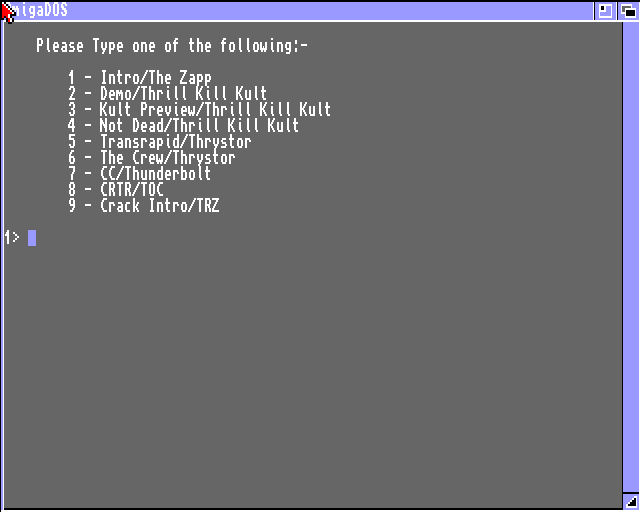 AmigaDOS
Please Type one of the following:-
1 - Intro/The Zapp
2 - Demo/Thrill Kill Kult
3 - Kult Preview/Thrill Kill Kult
4 - Not Dead/Thrill Kill Kult
5 - Transrapid/Thrystor
6 - The Crew/Thrystor
7 - CC/Thunderbolt
8 - CRTR/TOC
9 - Crack Intro/TRZ
1>